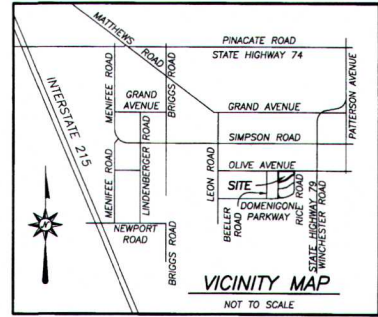 MATTHEWS ROAD
PINACATE ROAD
STATE HIGHWAY 74
INTERSTATE 215
MENIFEE ROAD
GRAND
AVENUE
LINDENBERGER ROAD
BRIGGS ROAD
GRAND AVENUE
PATTERSON AVENUE
SIMPSON ROAD
OLIVE AVENUE
LEON ROAD
SITE
RICE ROAD
MENIFEE ROAD
DOMENIGONI
PARKWAY
BEELER
ROAD
STATE HIGHWAY 79
WINCHESTER ROAD
NEWPORT
ROAD
BRIGGS ROAD
N
VICINITY MAP
NOT TO SCALE